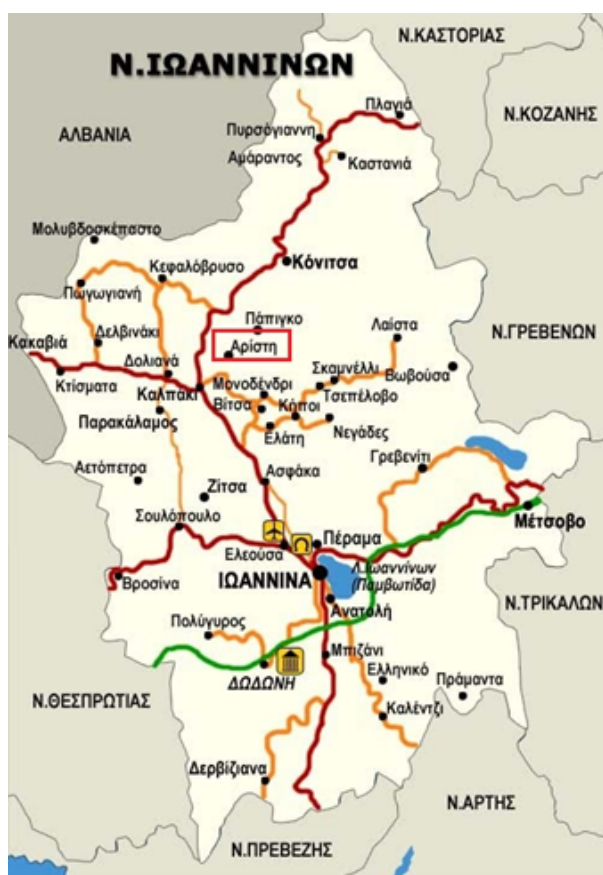 Ν.ΚΑΣΤΟΡΙΑΣ
Ν.ΙΩΑΝΝΙΝΩΝ
Πλαγιά
Ν.ΚΟΖΑΝΗΣ
ΑΛΒΑΝΙΑ
Πυρσόγιαννη
Αμάραντος
Καστανιά
Μολυβδοσκέπαστο
Κόνιτσα
Κεφαλόβρυσο
Πωγωγιανή
Πάπιγκο
Λαίστα
Ν.ΓΡΕΒΕΝΩΝ
Δελβινάκι
Κακαβιά
Αρίστη
Δολιανά
Σκαμνέλλι
Βωβούσα
Κτίσματα
Καλπάκι
Μονοδένδρι
Τσεπέλοβο
Βίτσα
Κήποι
Παρακάλαμος
Νεγάδες
Ελάτη
Γρεβενίτι
Αετόπετρα
Ασφάκα
Ζίτσα
Μέτσοβο
Σουλόπουλο
Πέραμα
Ελεούσα
Λ.Ιωαννίνων
(Παμβωτίδα)
ΙΩΑΝΝΙΝΑ
Βροσίνα
Ανατολή
Ν.ΤΡΙΚΑΛΩΝ
Πολύγυρος
Μπιζάνι
Ελληνικό
Πράμαντα
ΔΩΔΩΝΗ
Ν.ΘΕΣΠΡΩΤΙΑΣ
Καλέντζι
Δερβίζιανα
Ν.ΑΡΤΗΣ
Ν.ΠΡΕΒΕΖΗΣ